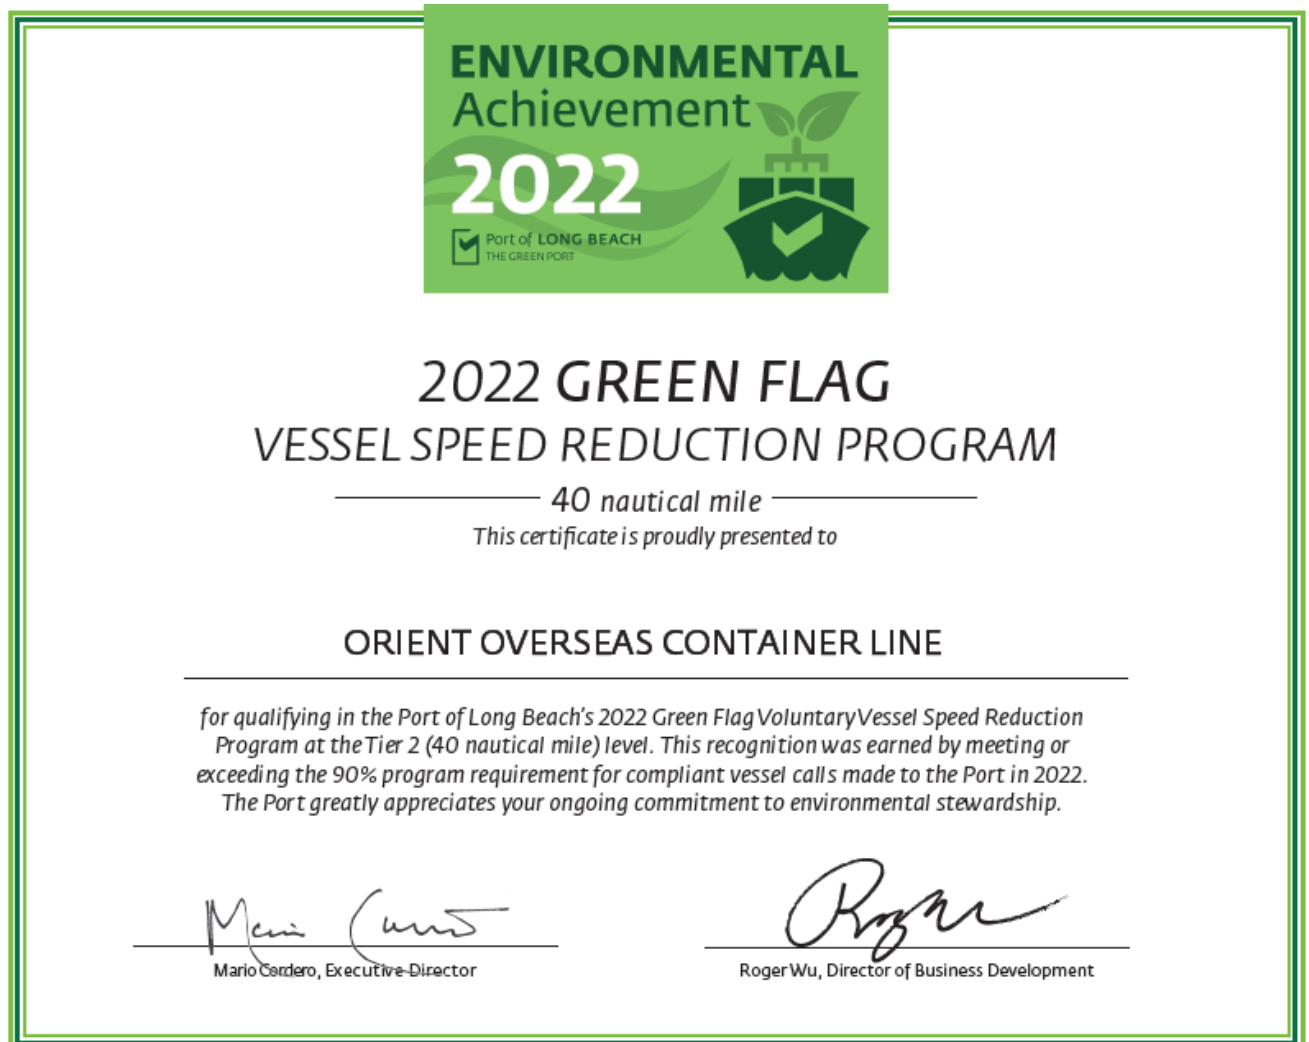 ENVIRONMENTAL
Achievement
2022
Port of LONG BEACH
THE GREEN PORT
2022 GREEN FLAG
VESSEL SPEED REDUCTION PROGRAM
40 nautical mile
This certificate is proudly presented to
ORIENT OVERSEAS CONTAINER LINE
for qualifying in the Port of Long Beach's 2022 Green Flag Voluntary Vessel Speed Reduction
Program at the Tier 2 (40 nautical mile) level. This recognition was earned by meeting or
exceeding the 90% program requirement for compliant vessel calls made to the Port in 2022.
The Port greatly appreciates your ongoing commitment to environmental stewardship.
Mario Cordero, Executive Director
Roger Wu, Director of Business Development